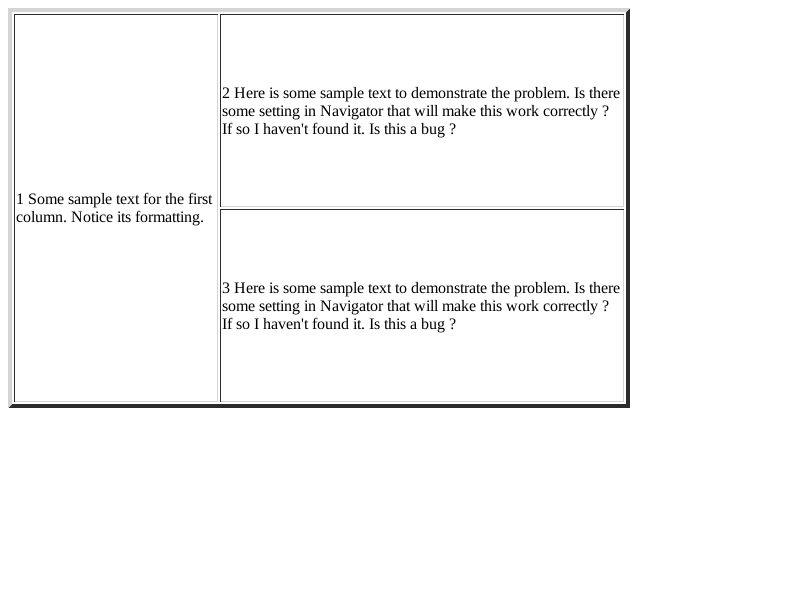 1 Some sample text for the first
column. Notice its formatting.
2 Here is some sample text to demonstrate the problem. Is there
some setting in Navigator that will make this work correctly ?
If so I haven't found it. Is this a bug ?
3 Here is some sample text to demonstrate the problem. Is there
some setting in Navigator that will make this work correctly ?
If so I haven't found it. Is this a bug ?